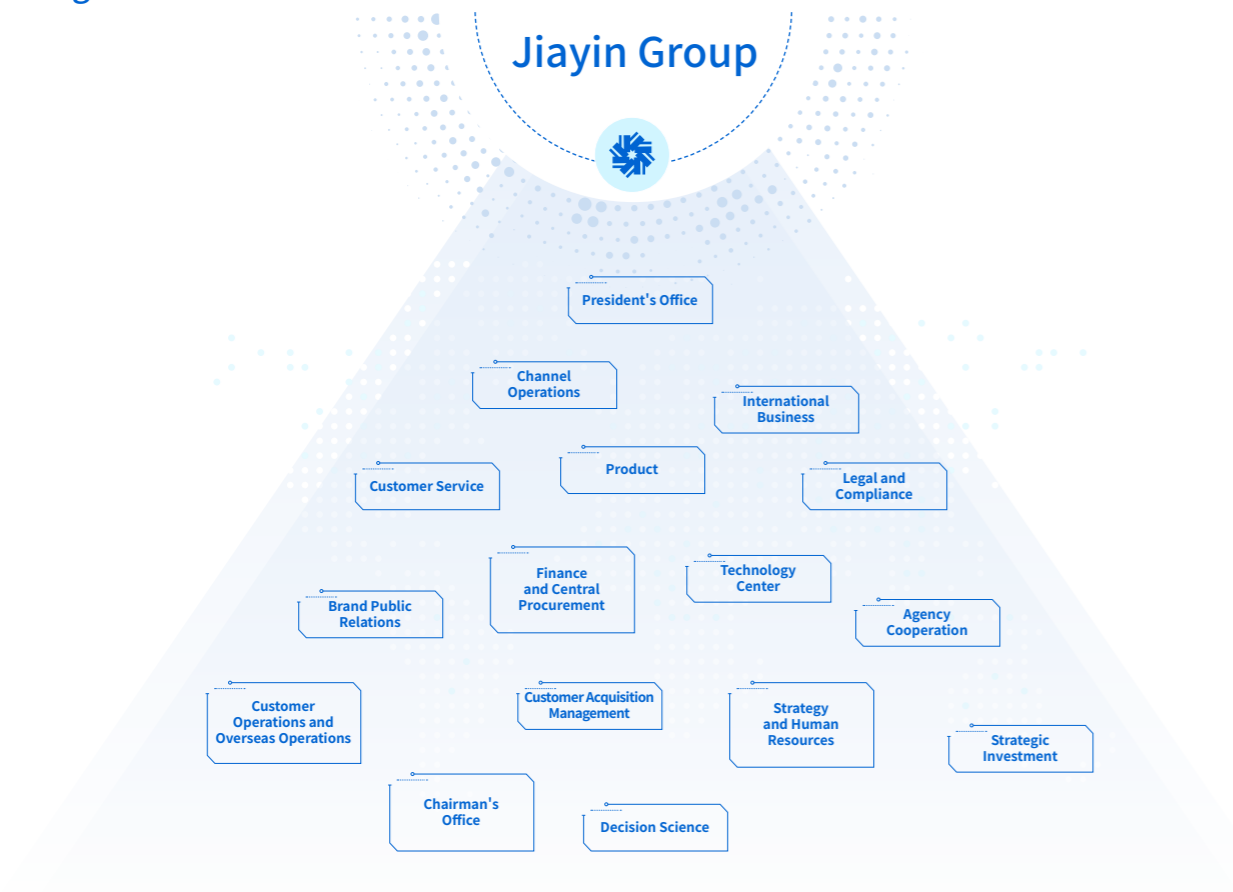 Jiayin Group
President's Office
Channel
Operations
International
Business
Product
Customer Service
Legal and
Compliance
Finance
and Central
Procurement
Technology
Center
Brand Public
Relations
Agency
Cooperation
Customer
Operations and
Overseas Operations
Customer Acquisition
Management
Strategy
and Human
Resources
Strategic
Investment
Chairman's
Office
Decision Science